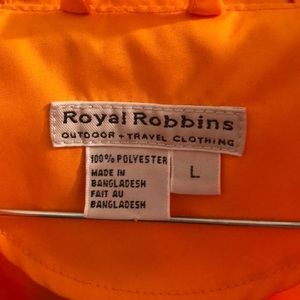 Royal Robbins
OUTDOOR + TRAVEL CLOTHING
100% POLYESTER
MADE IN
BANGLADESH
FAIT AU
BANGLADESH
L